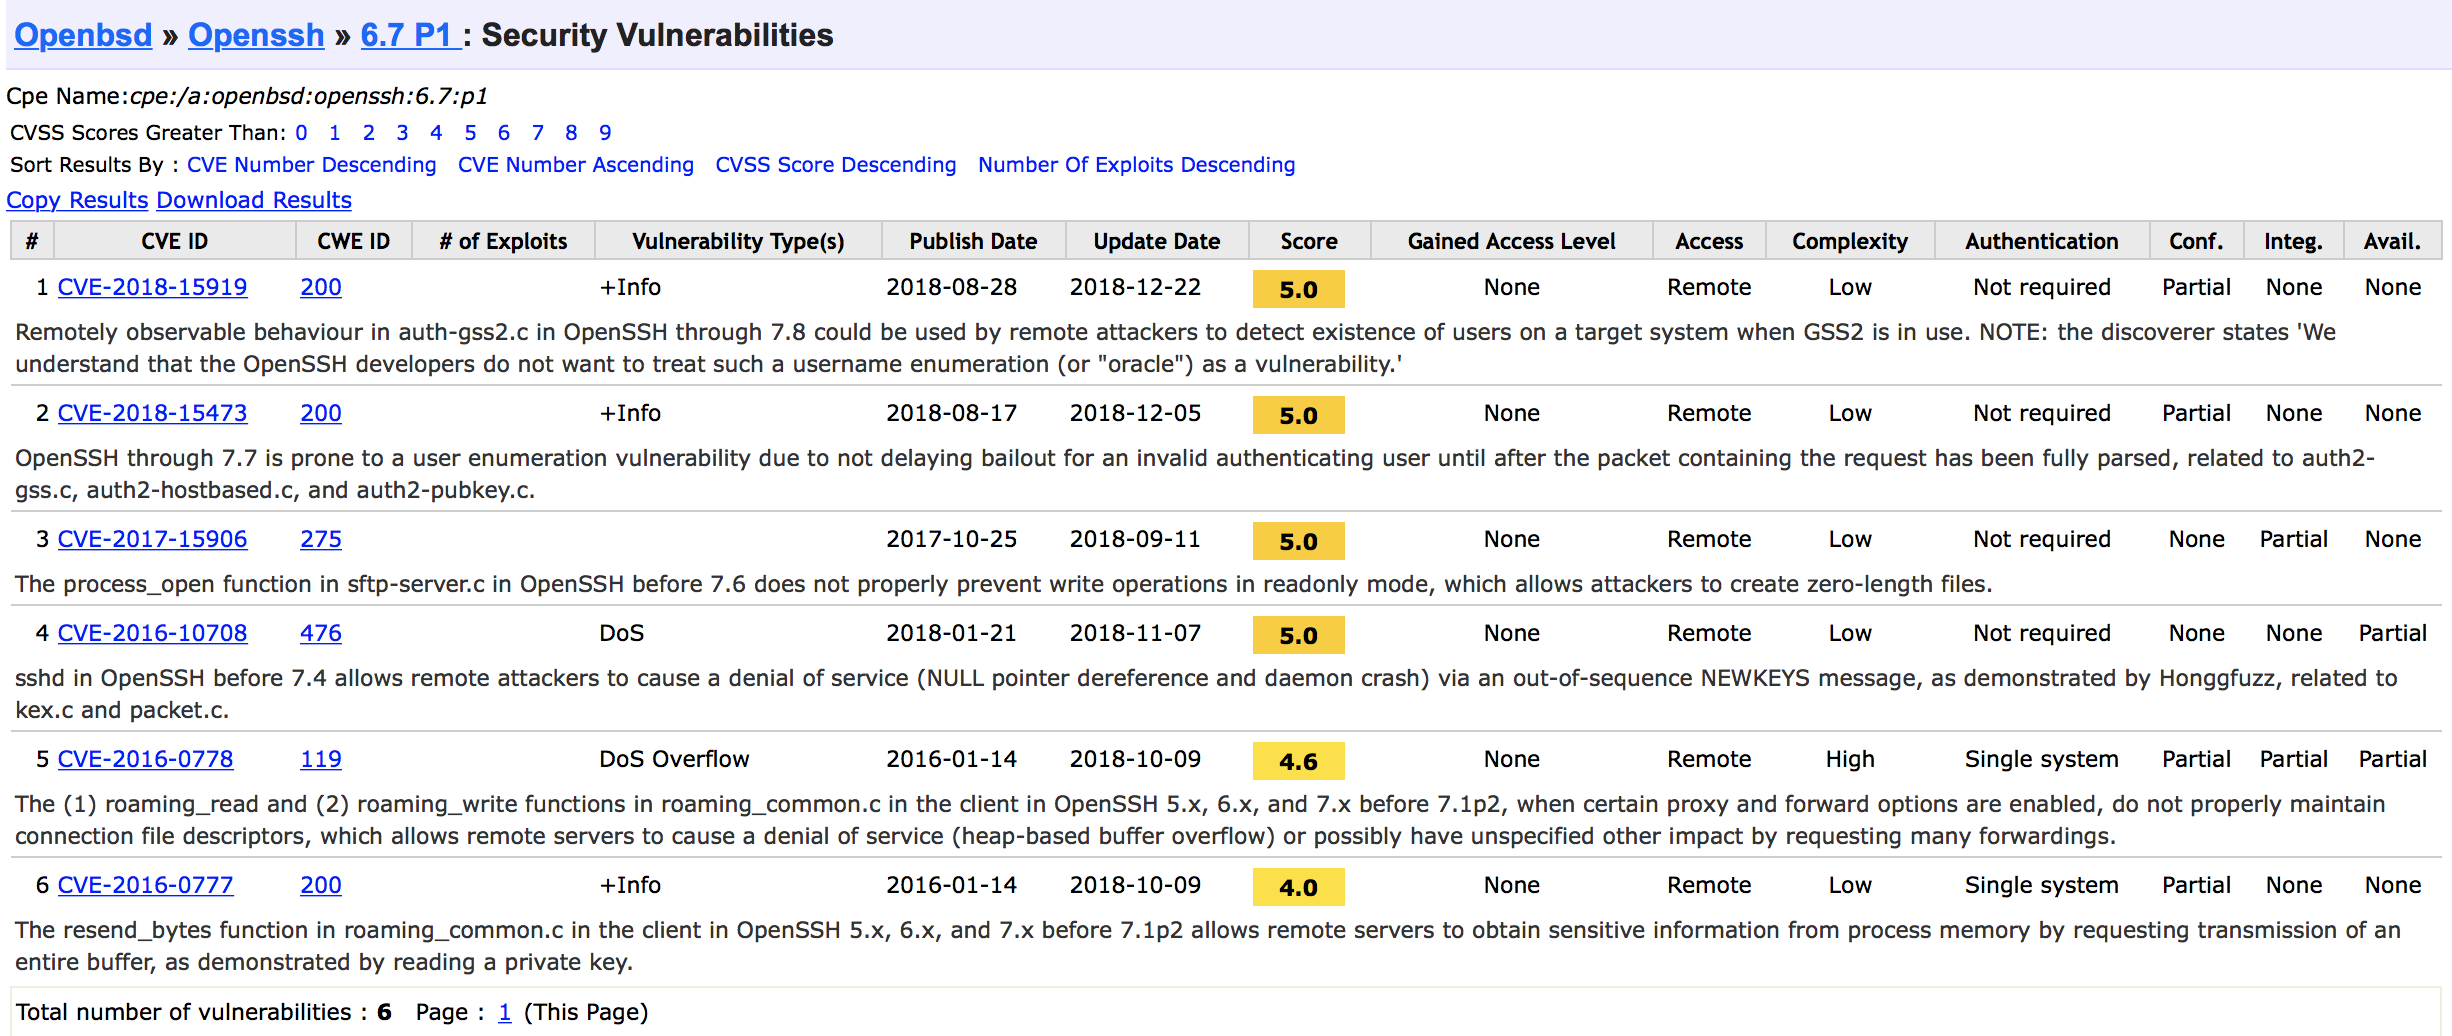 Openbsd » Openssh » 6.7 P1 : Security Vulnerabilities
Cpe Name:cpe:/a:openbsd:openssh:6.7:p1
CVSS Scores Greater Than: 0 1 2 3 4 5 6 7 8 9
Sort Results By : CVE Number Descending CVE Number Ascending CVSS Score Descending Number Of Exploits Descending
Copy Results Download Results
# CVE ID CWE ID # of Exploits Vulnerability Type(s) Publish Date Update Date Score Gained Access Level Access Complexity Authentication Conf. Integ. Avail.
1 CVE-2018-15919 200 +Info 2018-08-28 2018-12-22 5.0 None Remote Low Not required Partial None None
Remotely observable behaviour in auth-gss2.c in OpenSSH through 7.8 could be used by remote attackers to detect existence of users on a target system when GSS2 is in use. NOTE: the discoverer states 'We
understand that the OpenSSH developers do not want to treat such a username enumeration (or "oracle") as a vulnerability.'
2 CVE-2018-15473 200 +Info 2018-08-17 2018-12-05 5.0 None Remote Low Not required Partial None None
OpenSSH through 7.7 is prone to a user enumeration vulnerability due to not delaying bailout for an invalid authenticating user until after the packet containing the request has been fully parsed, related to auth2-
gss.c, auth2-hostbased.c, and auth2-pubkey.c.
3 CVE-2017-15906 275 2017-10-25 2018-09-11 5.0 None Remote Low Not required None Partial None
The process_open function in sftp-server.c in OpenSSH before 7.6 does not properly prevent write operations in readonly mode, which allows attackers to create zero-length files.
4 CVE-2016-10708 476 DoS 2018-01-21 2018-11-07 5.0 None Remote Low Not required None None Partial
sshd in OpenSSH before 7.4 allows remote attackers to cause a denial of service (NULL pointer dereference and daemon crash) via an out-of-sequence NEWKEYS message, as demonstrated by Honggfuzz, related to
kex.c and packet.c.
5 CVE-2016-0778 119 DoS Overflow 2016-01-14 2018-10-09 4.6 None Remote High Single system Partial Partial Partial
The (1) roaming_read and (2) roaming_write functions in roaming_common.c in the client in OpenSSH 5.x, 6.x, and 7.x before 7.1p2, when certain proxy and forward options are enabled, do not properly maintain
connection file descriptors, which allows remote servers to cause a denial of service (heap-based buffer overflow) or possibly have unspecified other impact by requesting many forwardings.
6 CVE-2016-0777 200 +Info 2016-01-14 2018-10-09 4.0 None Remote Low Single system Partial None None
The resend_bytes function in roaming_common.c in the client in OpenSSH 5.x, 6.x, and 7.x before 7.1p2 allows remote servers to obtain sensitive information from process memory by requesting transmission of an
entire buffer, as demonstrated by reading a private key.
Total number of vulnerabilities : 6 Page : 1 (This Page)